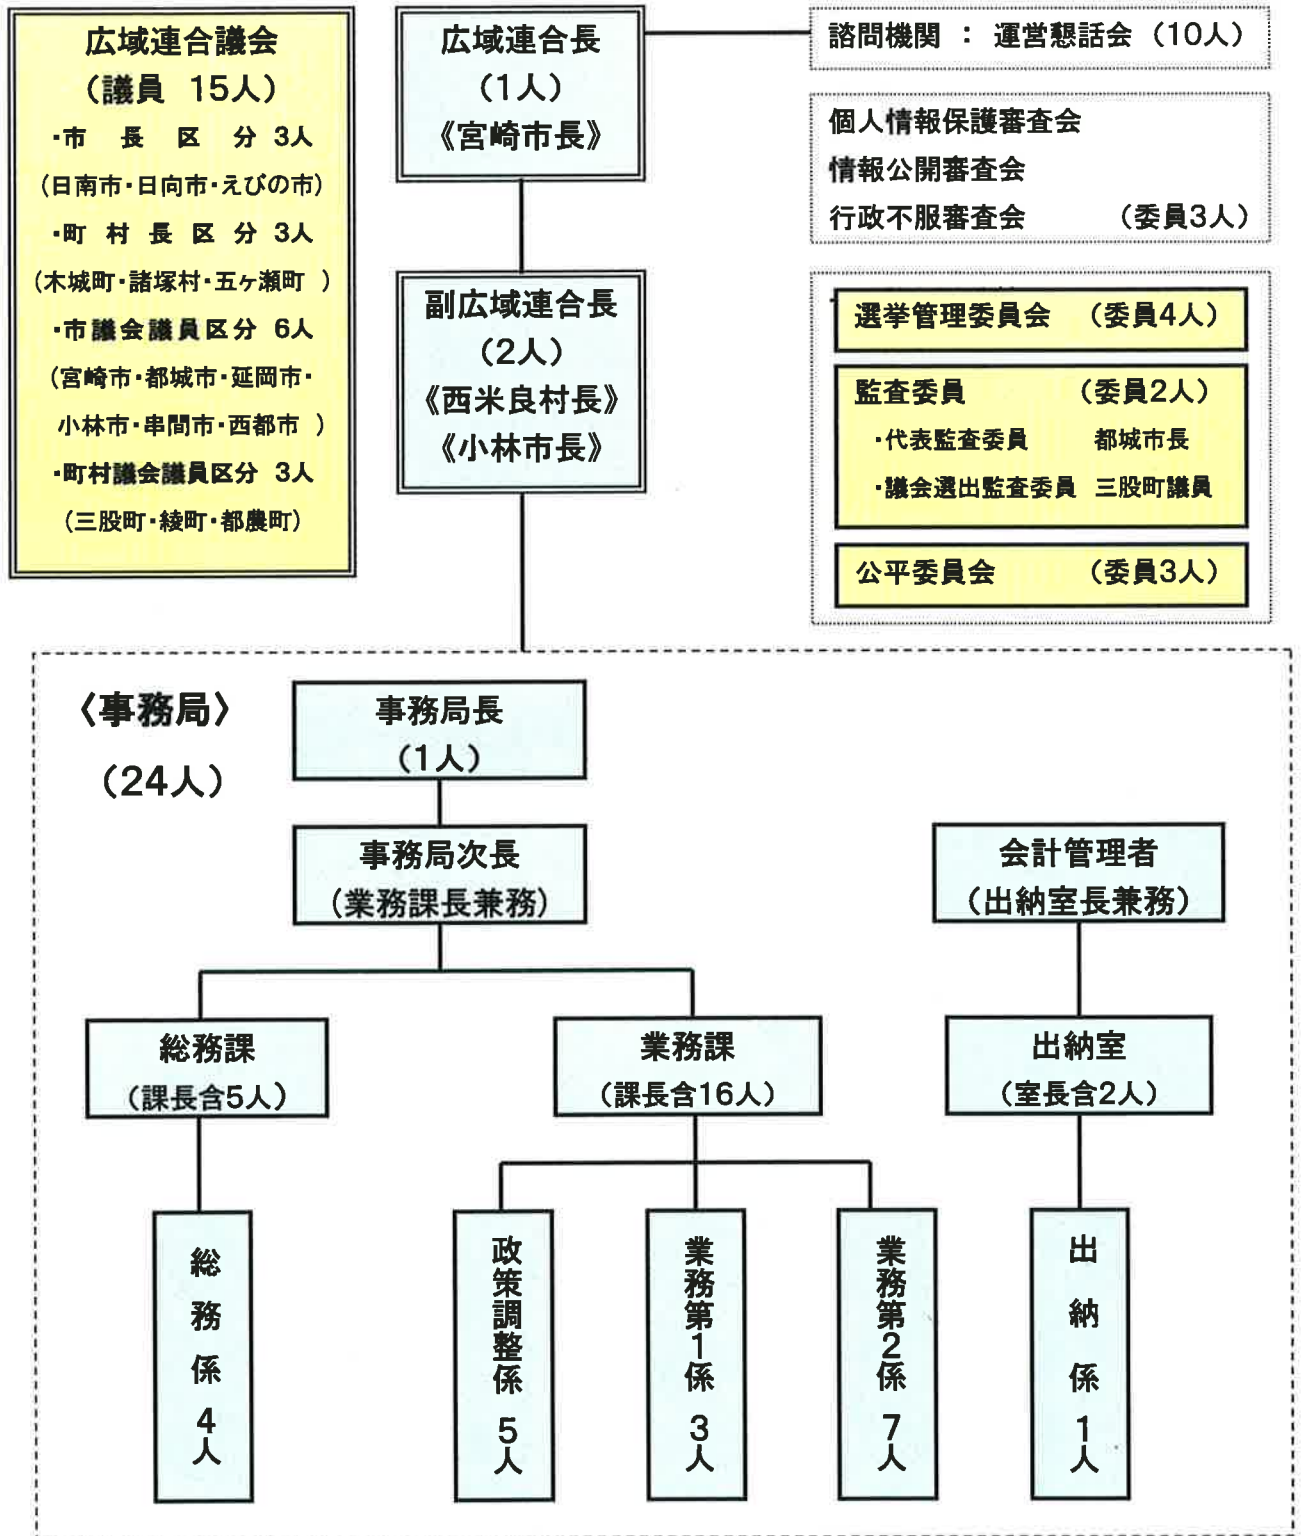 広域連合議会
（議員 15人）
・市長区分 3人
（日南市・日向市・えびの市）
・町村長区分 3人
（木城町・諸塚村・五ヶ瀬町 ）
・市議会議員区分 6人
（宮崎市・都城市・延岡市・
小林市・串間市・西都市 ）
・町村議会議員区分 3人
（三股町・綾町・都農町）
広域連合長
（1人）
《宮崎市長》
副広域連合長
（2人）
《西米良村長》
《小林市長》
諮問機関 ： 運営懇話会 （10人）
個人情報保護審査会
情報公開審査会
行政不服審査会 （委員3人）
選挙管理委員会 （委員4人）
監査委員 （委員2人）
・代表監査委員 都城市長
・議会選出監査委員 三股町議員
公平委員会 （委員3人）
〈事務局〉
（24人）
事務局長
（1人）
事務局次長
（業務課長兼務）
会計管理者
（出納室長兼務）
総務課
（課長含5人）
業務課
（課長含16人）
出納室
（室長含2人）
総務係 4人
政策調整係 5人
業務第1係 3人
業務第2係 7人
出納係 1人